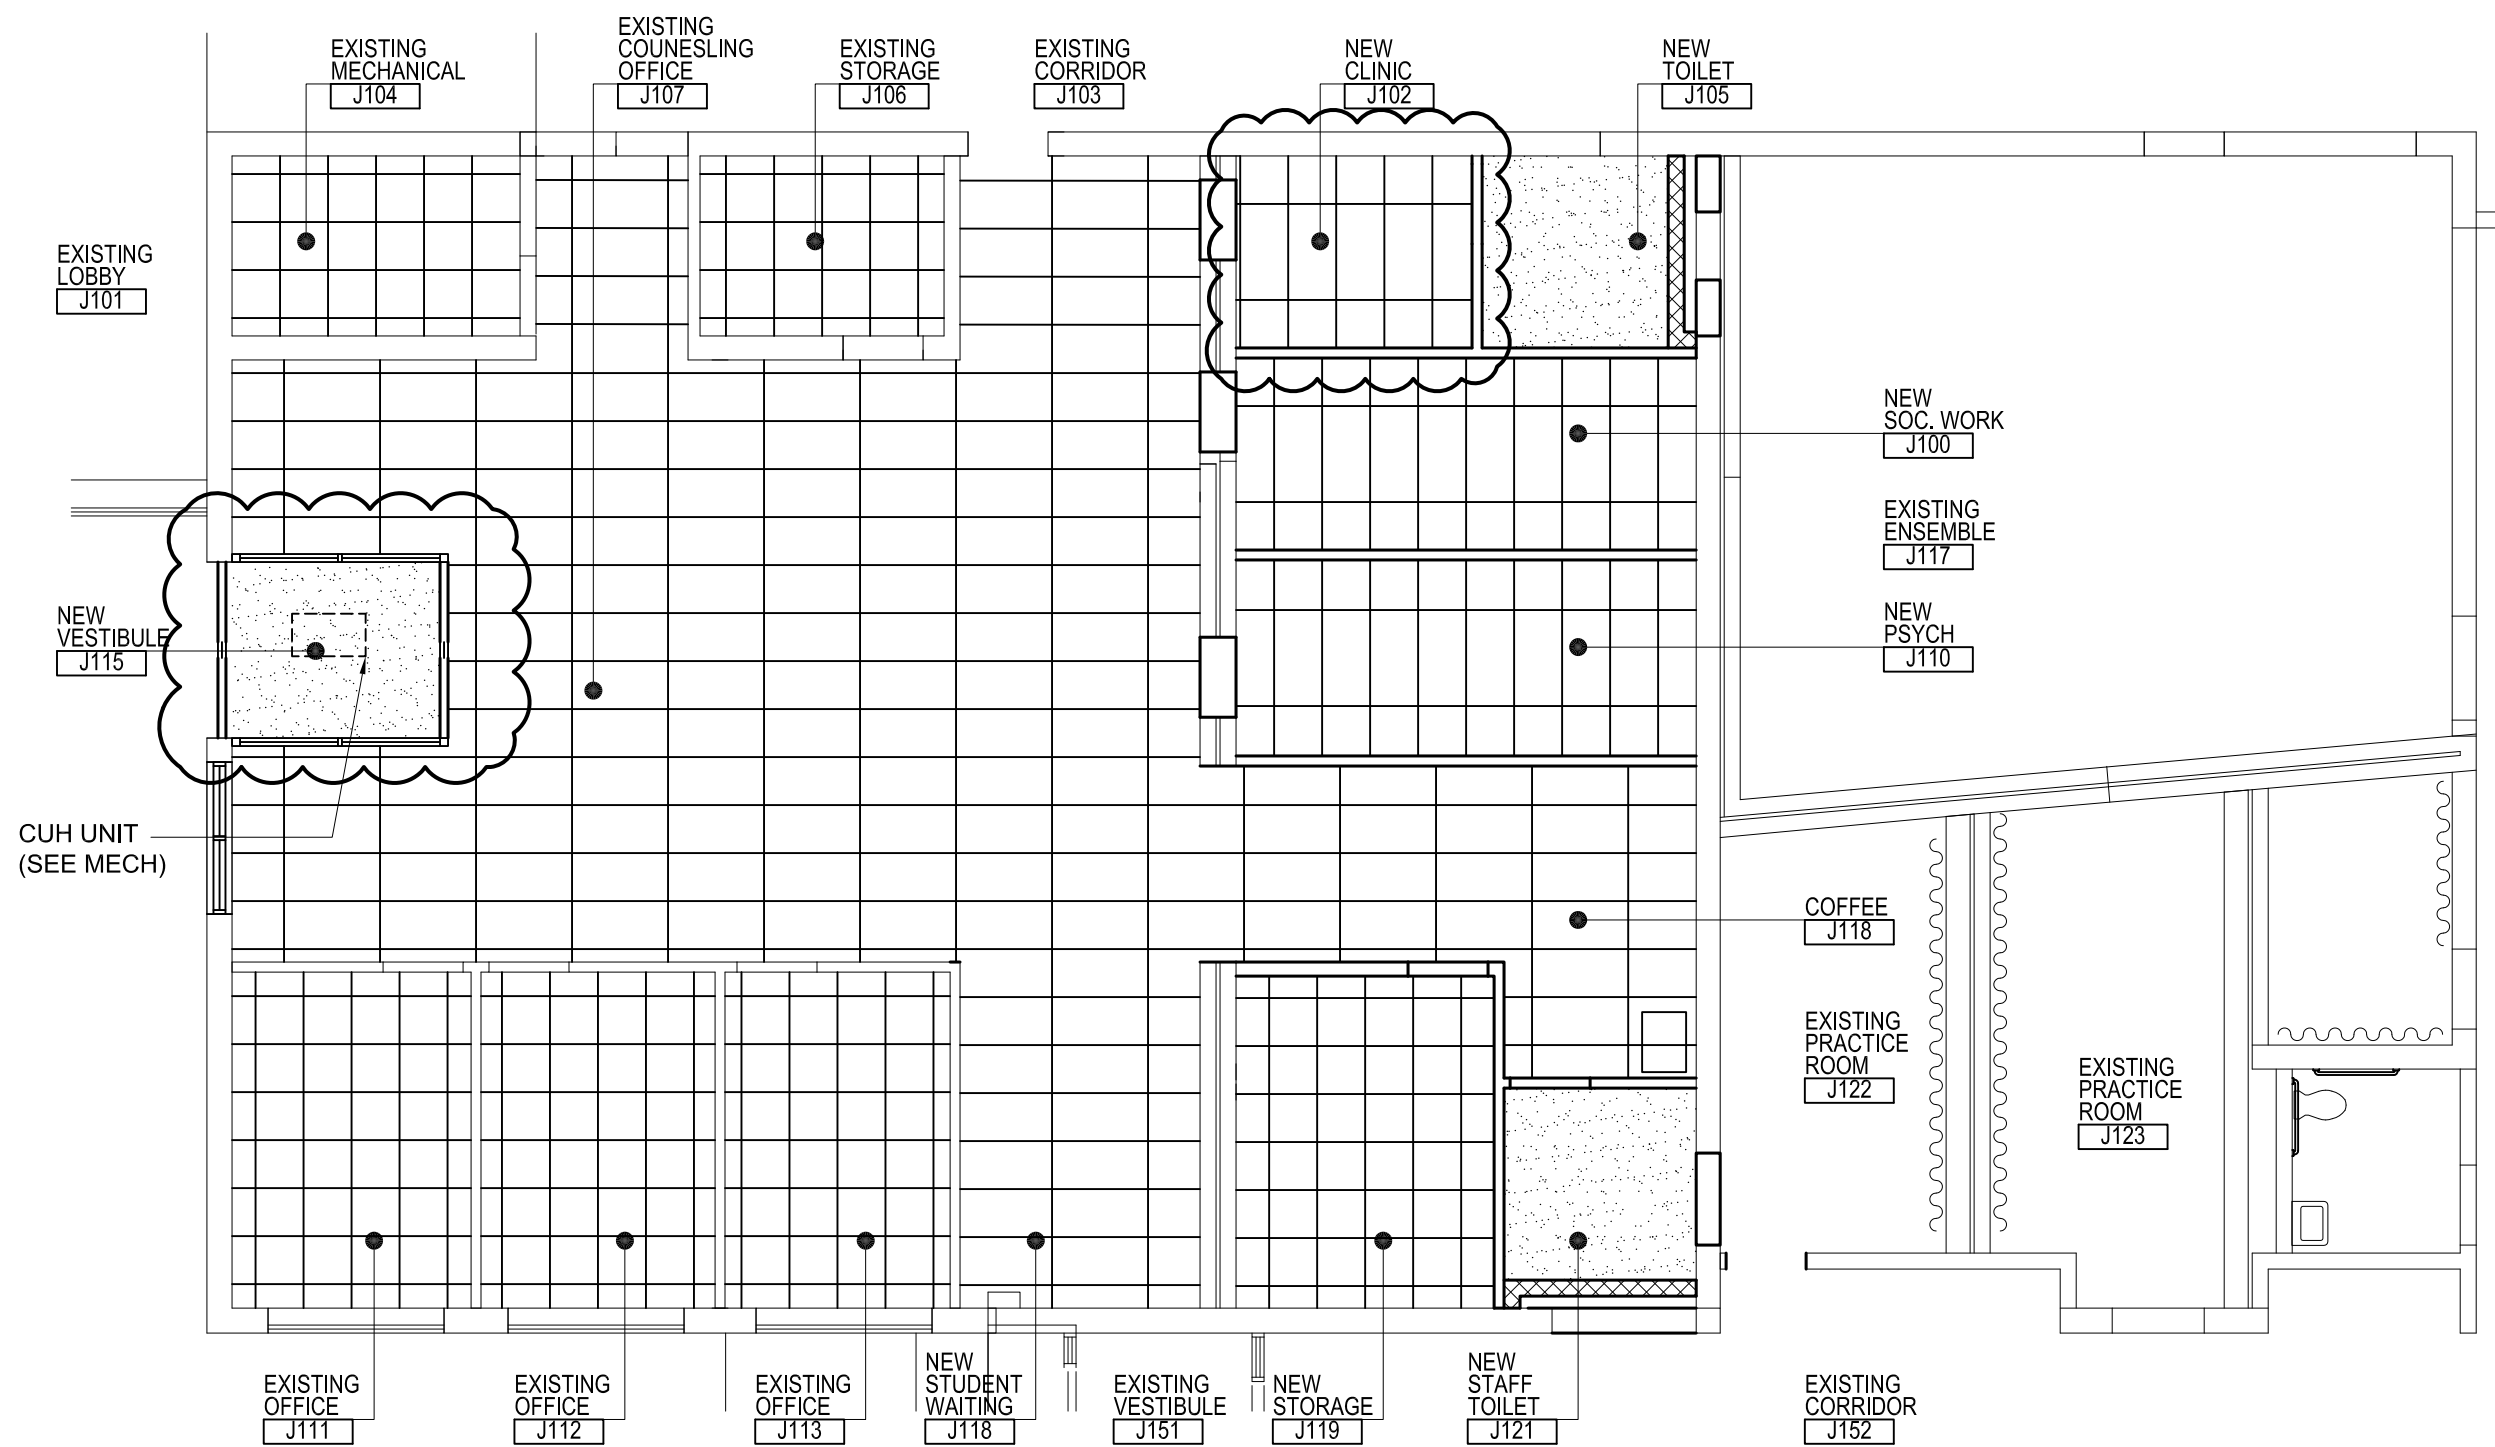 EXISTING
MECHANICAL
J104
EXISTING
COUNESLING
OFFICE
J107
EXISTING
STORAGE
J106
EXISTING
CORRIDOR
J103
NEW
CLINIC
J102
NEW
TOILET
J105
EXISTING
LOBBY
J101
NEW
SOC. WORK
J100
EXISTING
ENSEMBLE
J117
NEW
VESTIBULE
J115
NEW
PSYCH
J110
CUH UNIT
(SEE MECH)
COFFEE
J118
EXISTING
PRACTICE
ROOM
J122
EXISTING
PRACTICE
ROOM
J123
EXISTING
OFFICE
J111
EXISTING
OFFICE
J112
EXISTING
OFFICE
J113
NEW
STUDENT
WAITING
J118
EXISTING
VESTIBULE
J151
NEW
STORAGE
J119
NEW
STAFF
TOILET
J121
EXISTING
CORRIDOR
J152